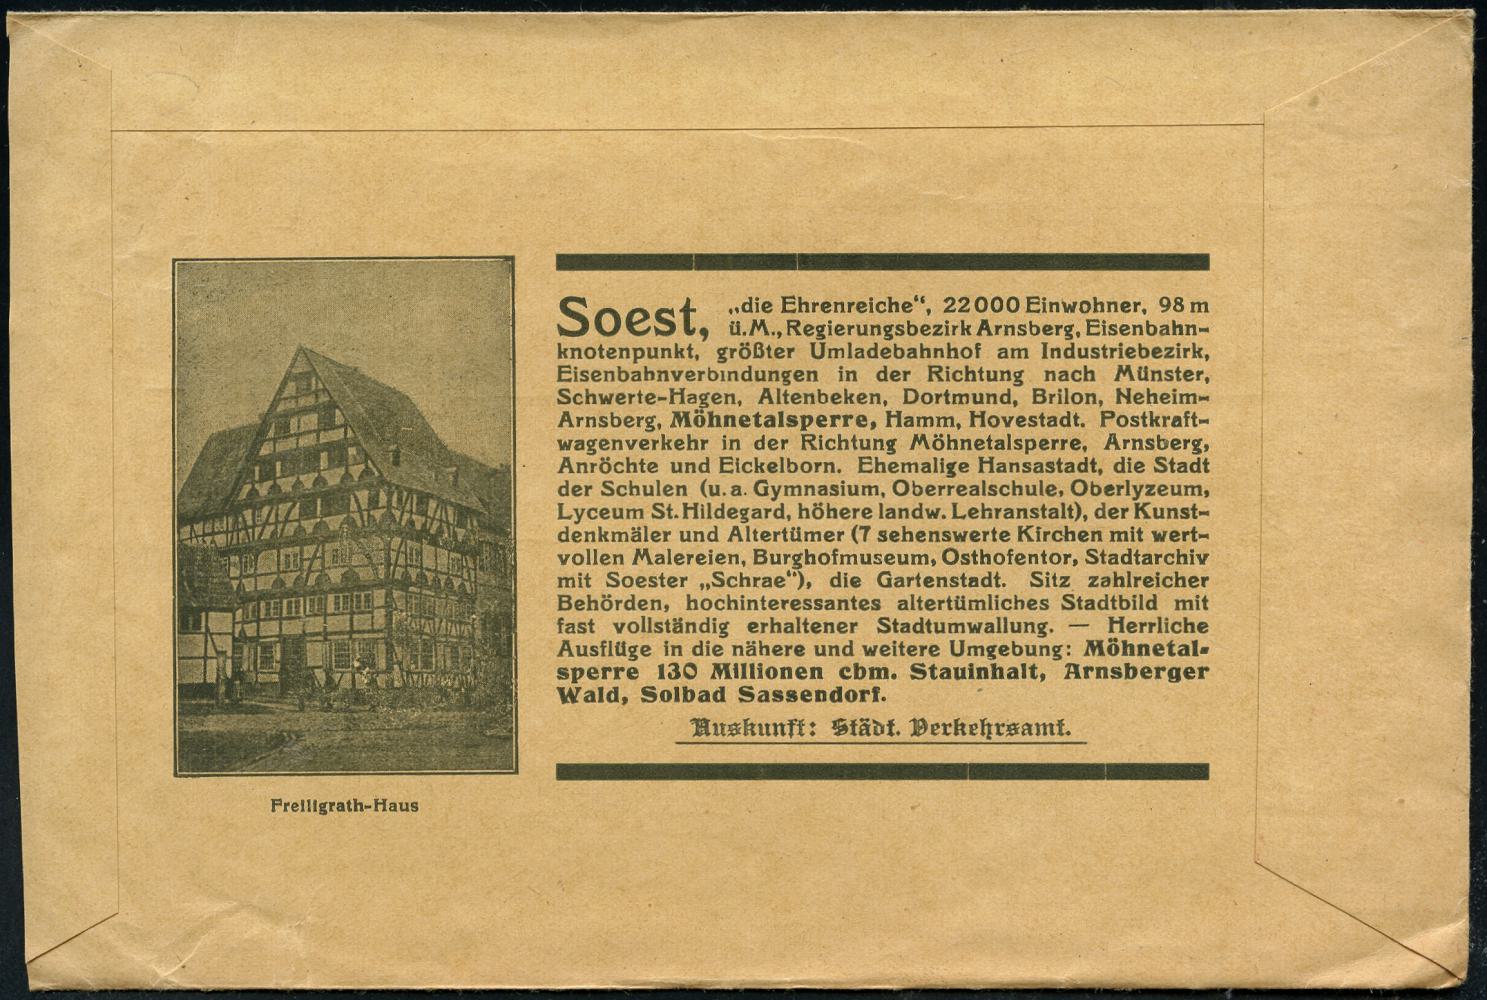 Soest, „die Ehrenreiche“, 22000 Einwohner, 98 m
ü.M., Regierungsbezirk Arnsberg, Eisenbahn-
knotenpunkt, größter Umladebahnhof am Industriebezirk,
Eisenbahnverbindungen in der Richtung nach Münster,
Schwerte-Hagen, Altenbeken, Dortmund, Brilon, Neheim-
Arnsberg, Möhnetalsperre, Hamm, Hovestadt. Postkraft-
wagenverkehr in der Richtung Möhnetalsperre, Arnsberg,
Anröchte und Eickelborn. Ehemalige Hansastadt, die Stadt
der Schulen (u. a. Gymnasium, Oberrealschule, Oberlyzeum,
Lyceum St. Hildegard, höhere landw. Lehranstalt), der Kunst-
denkmäler und Altertümer (7 sehenswerte Kirchen mit wert-
vollen Malereien, Burghofmuseum, Osthofentor, Stadtarchiv
mit Soester „Schrae“), die Gartenstadt. Sitz zahlreicher
Behörden, hochinteressantes altertümliches Stadtbild mit
fast vollständig erhaltener Stadtumwallung. — Herrliche
Ausflüge in die nähere und weitere Umgebung: Möhnetal-
sperre 130 Millionen cbm. Stauinhalt, Arnsberger
Wald, Solbad Sassendorf.
Auskunft: Städt. Verkehrsamt.
Freiligrath-Haus